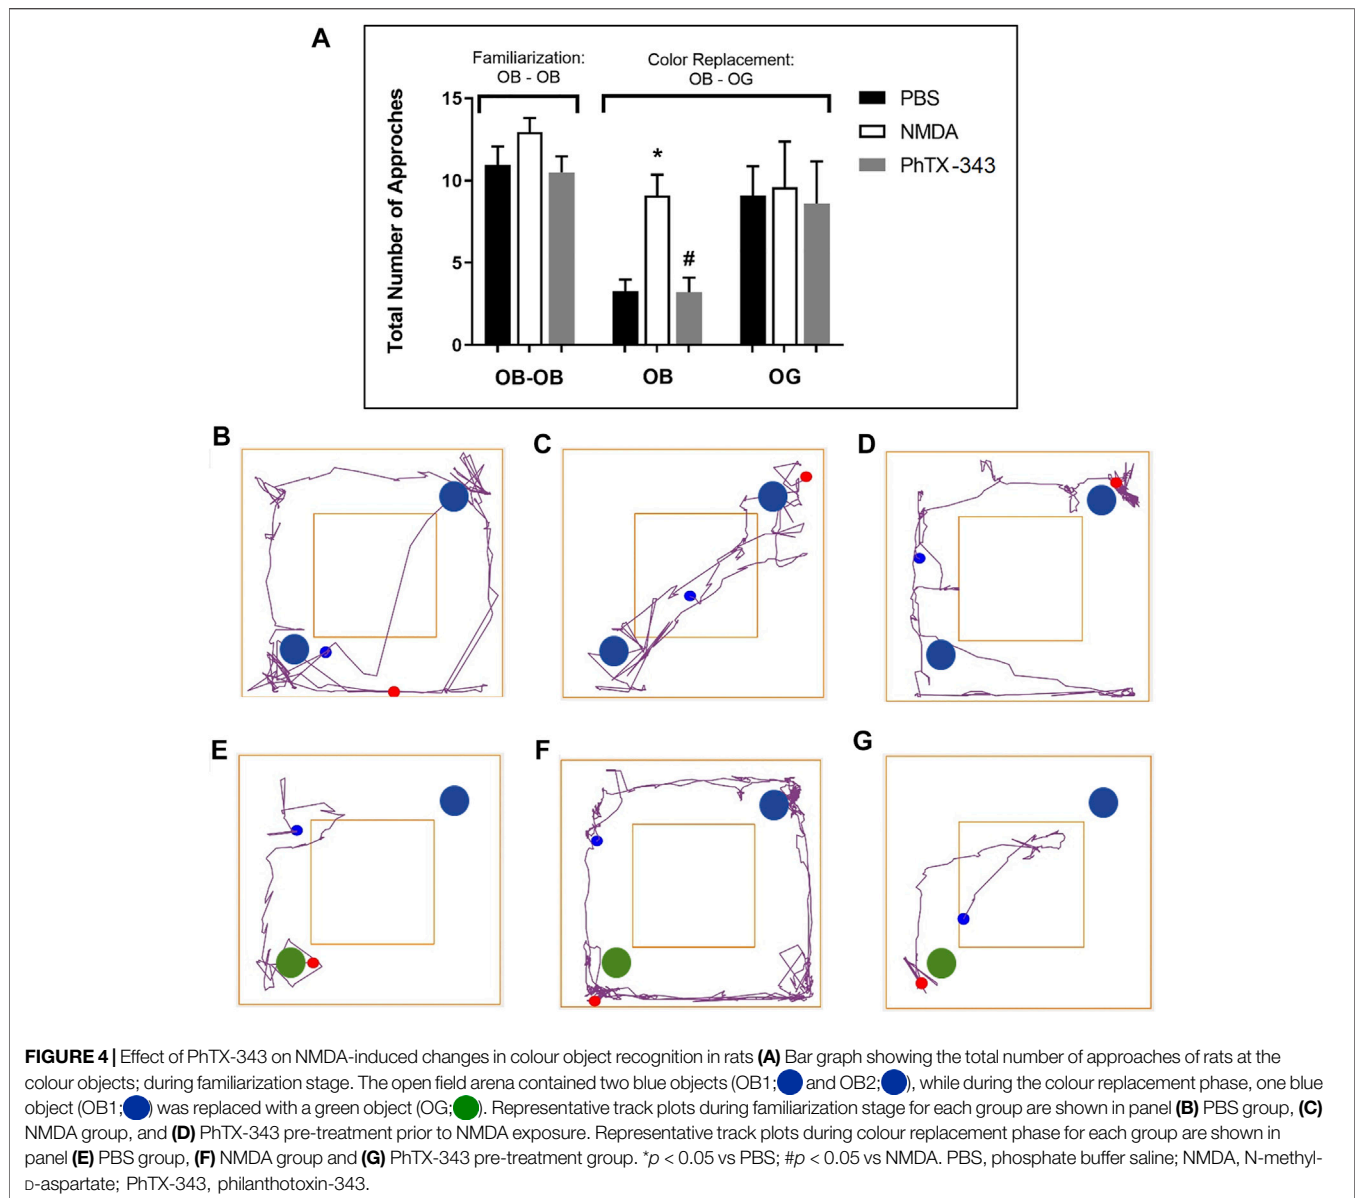 A
Familiarization:
OB - OB
Color Replacement:
OB - OG
Total Number of Approches
15
10
5
0
*
#
OB-OB
OB
OG
PBS
NMDA
PhTX-343
B
C
D
E
F
G
FIGURE 4 | Effect of PhTX-343 on NMDA-induced changes in colour object recognition in rats (A) Bar graph showing the total number of approaches of rats at the
colour objects; during familiarization stage. The open field arena contained two blue objects (OB1; and OB2; ), while during the colour replacement phase, one blue
object (OB1; ) was replaced with a green object (OG; ). Representative track plots during familiarization stage for each group are shown in panel (B) PBS group, (C)
NMDA group, and (D) PhTX-343 pre-treatment prior to NMDA exposure. Representative track plots during colour replacement phase for each group are shown in
panel (E) PBS group, (F) NMDA group and (G) PhTX-343 pre-treatment group. *p < 0.05 vs PBS; #p < 0.05 vs NMDA. PBS, phosphate buffer saline; NMDA, N-methyl-
D-aspartate; PhTX-343, philanthotoxin-343.